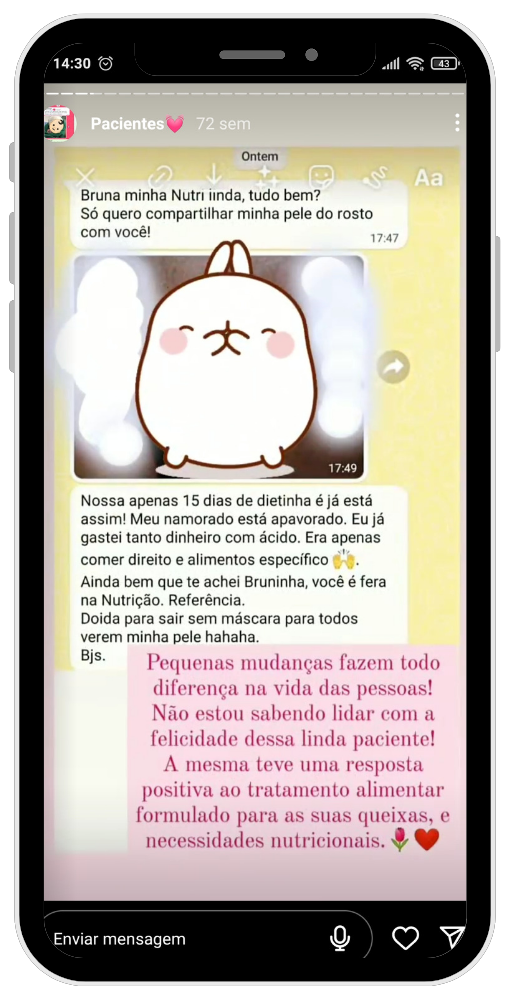 14:30
43
Pacientes💗 72 sem
Ontem
Aa
Bruna minha Nutri linda, tudo bem?
Só quero compartilhar minha pele do rosto
com você!
17:47
17:49
Nossa apenas 15 dias de dietinha é já está
assim! Meu namorado está apavorado. Eu já
gastei tanto dinheiro com ácido. Era apenas
comer direito e alimentos específico 🙌.
Ainda bem que te achei Bruninha, você é fera
na Nutrição. Referência.
Doida para sair sem máscara para todos
verem minha pele hahaha.
Bjs.
Pequenas mudanças fazem todo
diferença na vida das pessoas!
Não estou sabendo lidar com a
felicidade dessa linda paciente!
A mesma teve uma resposta
positiva ao tratamento alimentar
formulado para as suas queixas, e
necessidades nutricionais.🌷❤️
Enviar mensagem